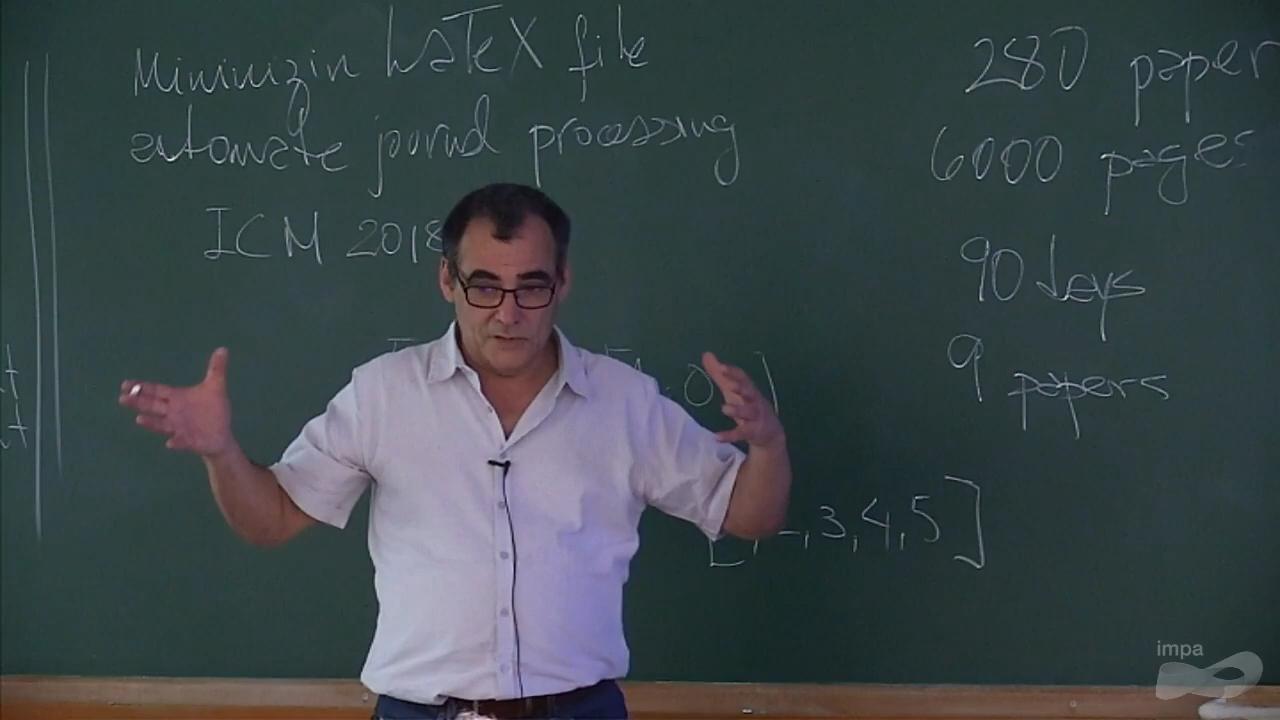 Minimizin LaTeX file
automate journal processing
ICM 2018
280 paper
6000 pages
90 days
9 papers
0]
3,4,5]
impa